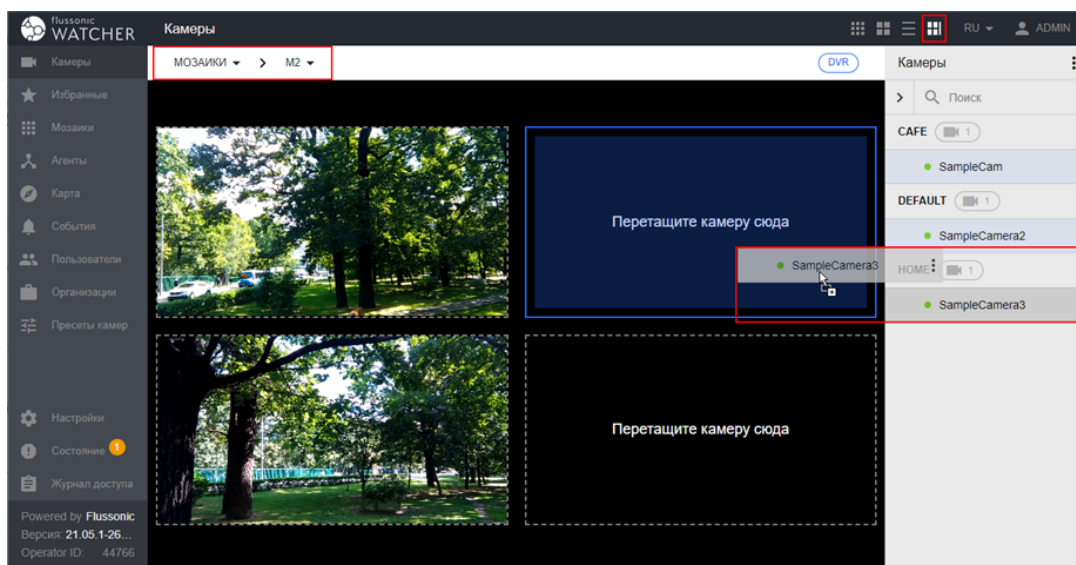 flussonic
WATCHER
Камеры
RU
ADMIN
Камеры
Избранные
Мозаики
Агенты
Карта
События
Пользователи
Организации
Пресеты камер
Настройки
Состояние 1
Журнал доступа
Powered by Flussonic
Версия: 21.05.1-26...
Operator ID: 44766
МОЗАИКИ > M2
DVR
Перетащите камеру сюда
SampleCamera3
Перетащите камеру сюда
Камеры
Поиск
CAFE 1
SampleCam
DEFAULT 1
SampleCamera2
HOME 1
SampleCamera3